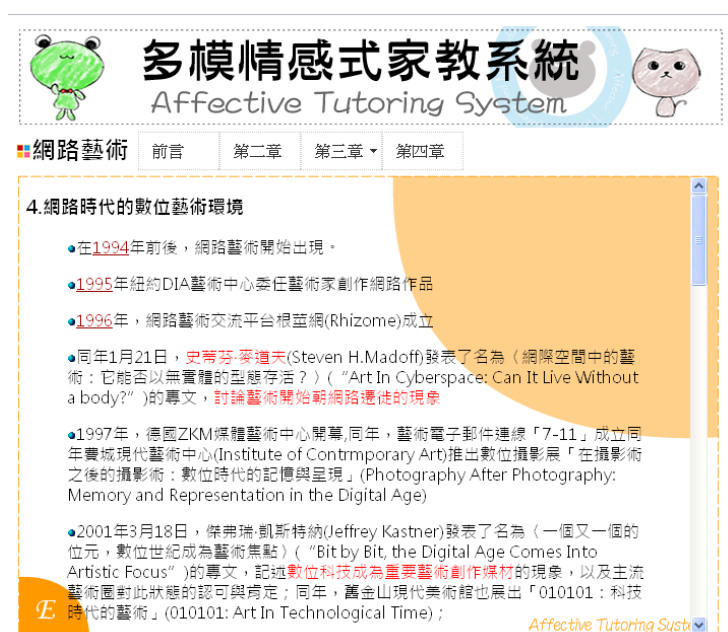 多模情感式家教系統
Affective Tutoring System
網路藝術 前言 第二章 第三章 第四章
4.網路時代的數位藝術環境
在1994年前後，網路藝術開始出現。
1995年紐約DIA藝術中心委任藝術家創作網路作品
1996年，網路藝術交流平台根莖網(Rhizome)成立
同年1月21日，史蒂芬·麥道夫(Steven H.Madoff)發表了名為〈網際空間中的藝
術：它能否以無實體的型態存活？〉(“Art In Cyberspace: Can It Live Without
a body?”)的專文，討論藝術開始朝網路遷徙的現象
1997年，德國ZKM媒體藝術中心開幕,同年，藝術電子郵件連線「7-11」成立同
年費城現代藝術中心(Institute of Contrmporary Art)推出數位攝影展「在攝影術
之後的攝影術：數位時代的記憶與呈現」(Photography After Photography:
Memory and Representation in the Digital Age)
2001年3月18日，傑弗瑞·凱斯特納(Jeffrey Kastner)發表了名為〈一個又一個的
位元，數位世紀成為藝術焦點〉(“Bit by Bit, the Digital Age Comes Into
Artistic Focus”)的專文，記述數位科技成為重要藝術創作媒材的現象，以及主流
藝術圈對此狀態的認可與肯定；同年，舊金山現代美術館也展出「010101：科技
時代的藝術」(010101: Art In Technological Time)；
E
Affective Tutoring Syste